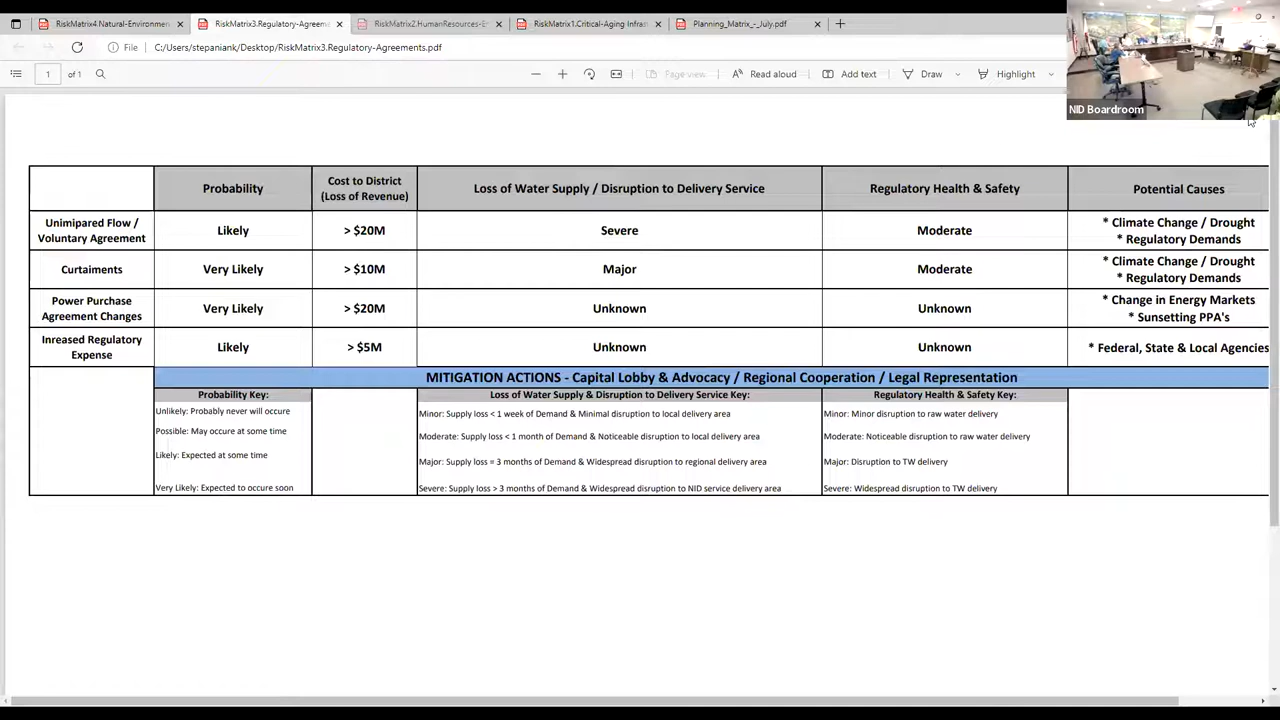 RiskMatrix4.Natural-Environmen
RiskMatrix3.Regulatory-Agreeme
RiskMatrix2.HumanResources-Er
RiskMatrix1.Critical-Aging Infras
Planning_Matrix_-_July.pdf
File
C:/Users/stepaniank/Desktop/RiskMatrix3.Regulatory-Agreements.pdf
1 of 1
Page view
Read aloud
Add text
Draw
Highlight
NID Boardroom
Probability
Cost to District
(Loss of Revenue)
Loss of Water Supply / Disruption to Delivery Service
Regulatory Health & Safety
Potential Causes
Unimipared Flow /
Voluntary Agreement
Likely
> $20M
Severe
Moderate
* Climate Change / Drought
* Regulatory Demands
Curtaiments
Very Likely
> $10M
Major
Moderate
* Climate Change / Drought
* Regulatory Demands
Power Purchase
Agreement Changes
Very Likely
> $20M
Unknown
Unknown
* Change in Energy Markets
* Sunsetting PPA's
Inreased Regulatory
Expense
Likely
> $5M
Unknown
Unknown
* Federal, State & Local Agencies
MITIGATION ACTIONS - Capital Lobby & Advocacy / Regional Cooperation / Legal Representation
Probability Key:
Unlikely: Probably never will occure
Possible: May occure at some time
Likely: Expected at some time
Very Likely: Expected to occure soon
Loss of Water Supply & Disruption to Delivery Service Key:
Minor: Supply loss < 1 week of Demand & Minimal disruption to local delivery area
Moderate: Supply loss < 1 month of Demand & Noticeable disruption to local delivery area
Major: Supply loss = 3 months of Demand & Widespread disruption to regional delivery area
Severe: Supply loss > 3 months of Demand & Widespread disruption to NID service delivery area
Regulatory Health & Safety Key:
Minor: Minor disruption to raw water delivery
Moderate: Noticeable disruption to raw water delivery
Major: Disruption to TW delivery
Severe: Widespread disruption to TW delivery